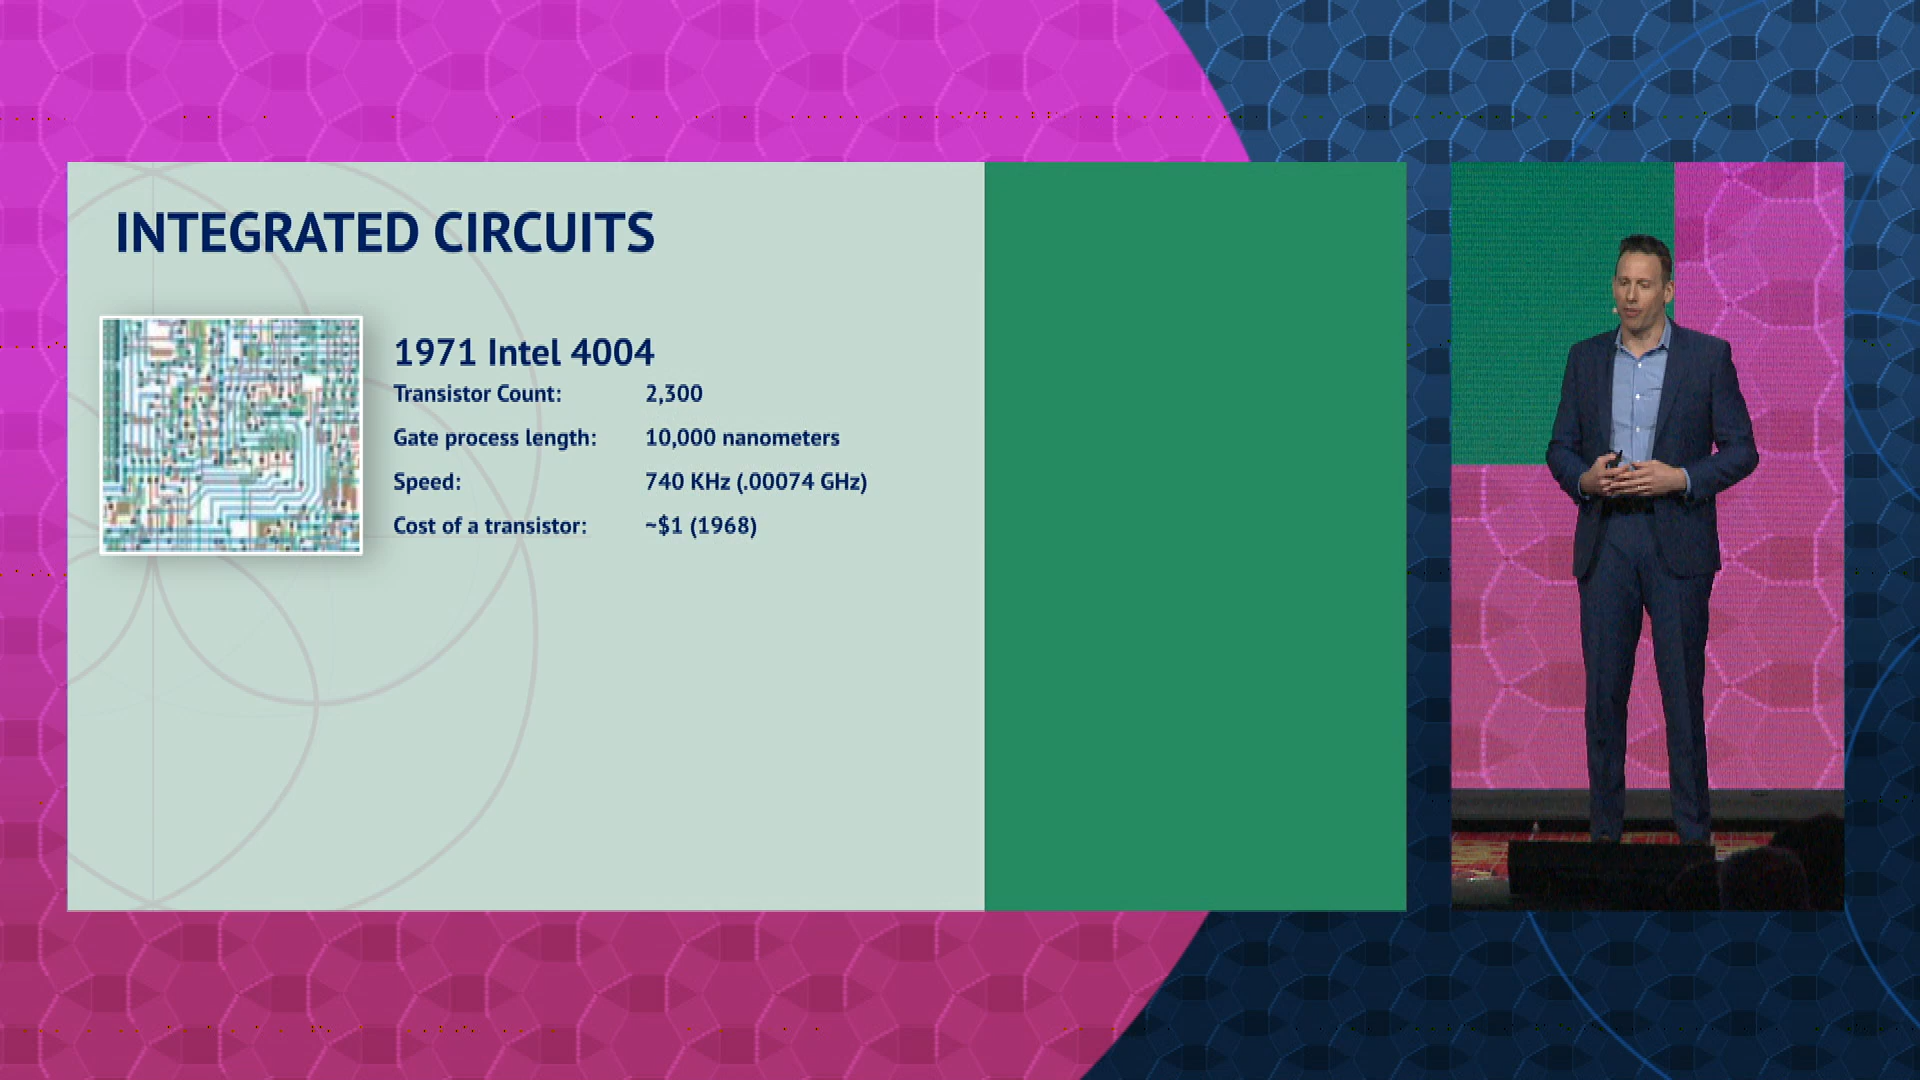 INTEGRATED CIRCUITS
1971 Intel 4004
Transistor Count: 2,300
Gate process length: 10,000 nanometers
Speed: 740 KHz (.00074 GHz)
Cost of a transistor: ~$1 (1968)